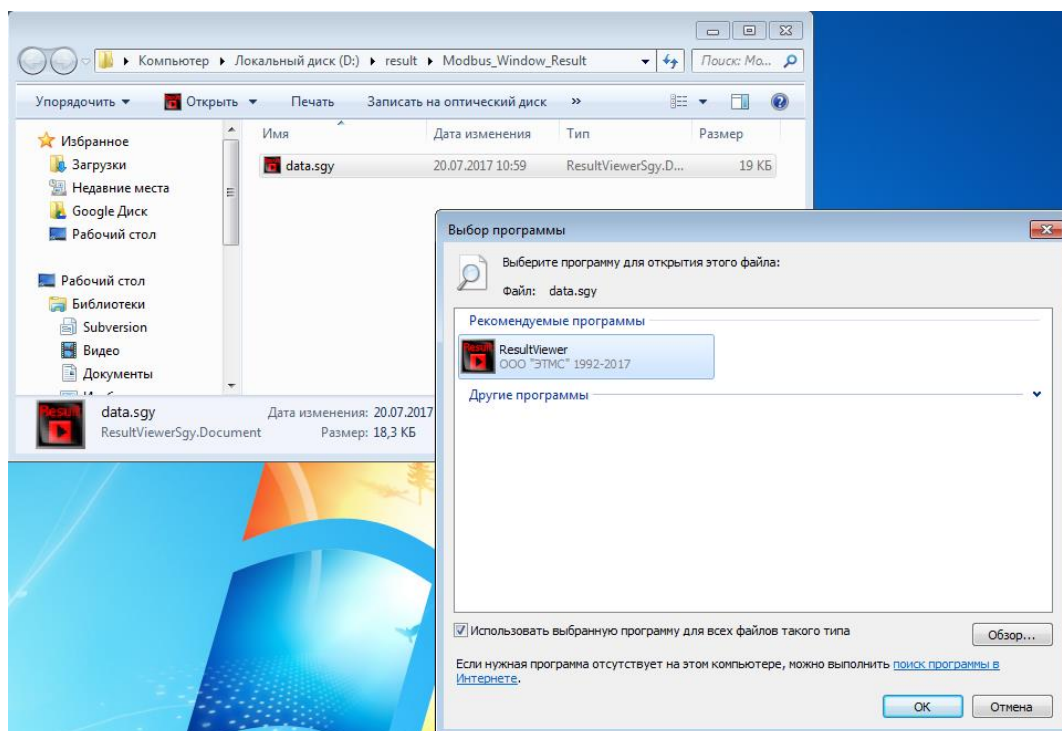 Компьютер ▸ Локальный диск (D:) ▸ result ▸ Modbus_Window_Result
Поиск: Mo...
Упорядочить Открыть Печать Записать на оптический диск »
Избранное
Загрузки
Недавние места
Google Диск
Рабочий стол
Рабочий стол
Библиотеки
Subversion
Видео
Документы
Имя Дата изменения Тип Размер
data.sgy 20.07.2017 10:59 ResultViewerSgy.D... 19 КБ
data.sgy Дата изменения: 20.07.2017
ResultViewerSgy.Document Размер: 18,3 КБ
Result
Выбор программы
Выберите программу для открытия этого файла:
Файл: data.sgy
Рекомендуемые программы
Result
ResultViewer
ООО "ЭТМС" 1992-2017
Другие программы
Использовать выбранную программу для всех файлов такого типа
Обзор...
Если нужная программа отсутствует на этом компьютере, можно выполнить поиск программы в
Интернете.
ОК Отмена